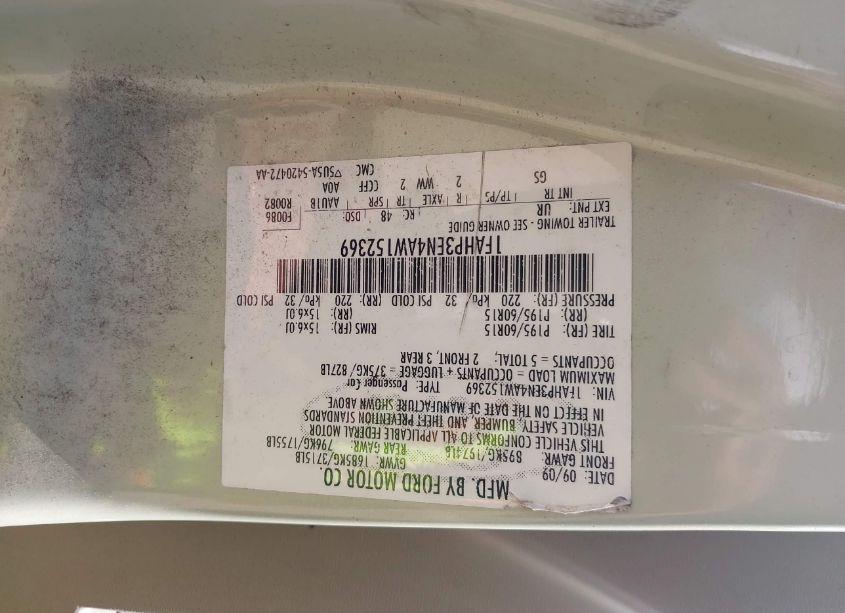 MFD. BY FORD MOTOR CO.
DATE: 09/09 GVWR: 1685KG/3715LB
FRONT GAWR: 895KG/1974LB REAR GAWR: 796KG/1755LB
THIS VEHICLE CONFORMS TO ALL APPLICABLE FEDERAL MOTOR
VEHICLE SAFETY, BUMPER, AND THEFT PREVENTION STANDARDS
IN EFFECT ON THE DATE OF MANUFACTURE SHOWN ABOVE
VIN: 1FAHP3EN4AW152369 TYPE: Passenger Car
MAXIMUM LOAD = OCCUPANTS + LUGGAGE = 375KG/827LB
OCCUPANTS = 5 TOTAL; 2 FRONT, 3 REAR
TIRE (FR): P195/60R15 RIMS (FR): 15x6.0J
(RR): P195/60R15 (RR): 15x6.0J
PRESSURE (FR): 220 kPa/ 32 PSI COLD (RR): 220 kPa/32 PSI COLD
1FAHP3EN4AW152369
TRAILER TOWING - SEE OWNER GUIDE
EXT PNT: UR RC: 48 DSO: F0086
INT TR TP/PS R AXLE TR SPR AAU1B R0082
GS 2 WW 2 CCFF AOA
CMC ▽5U5A-5420472-AA